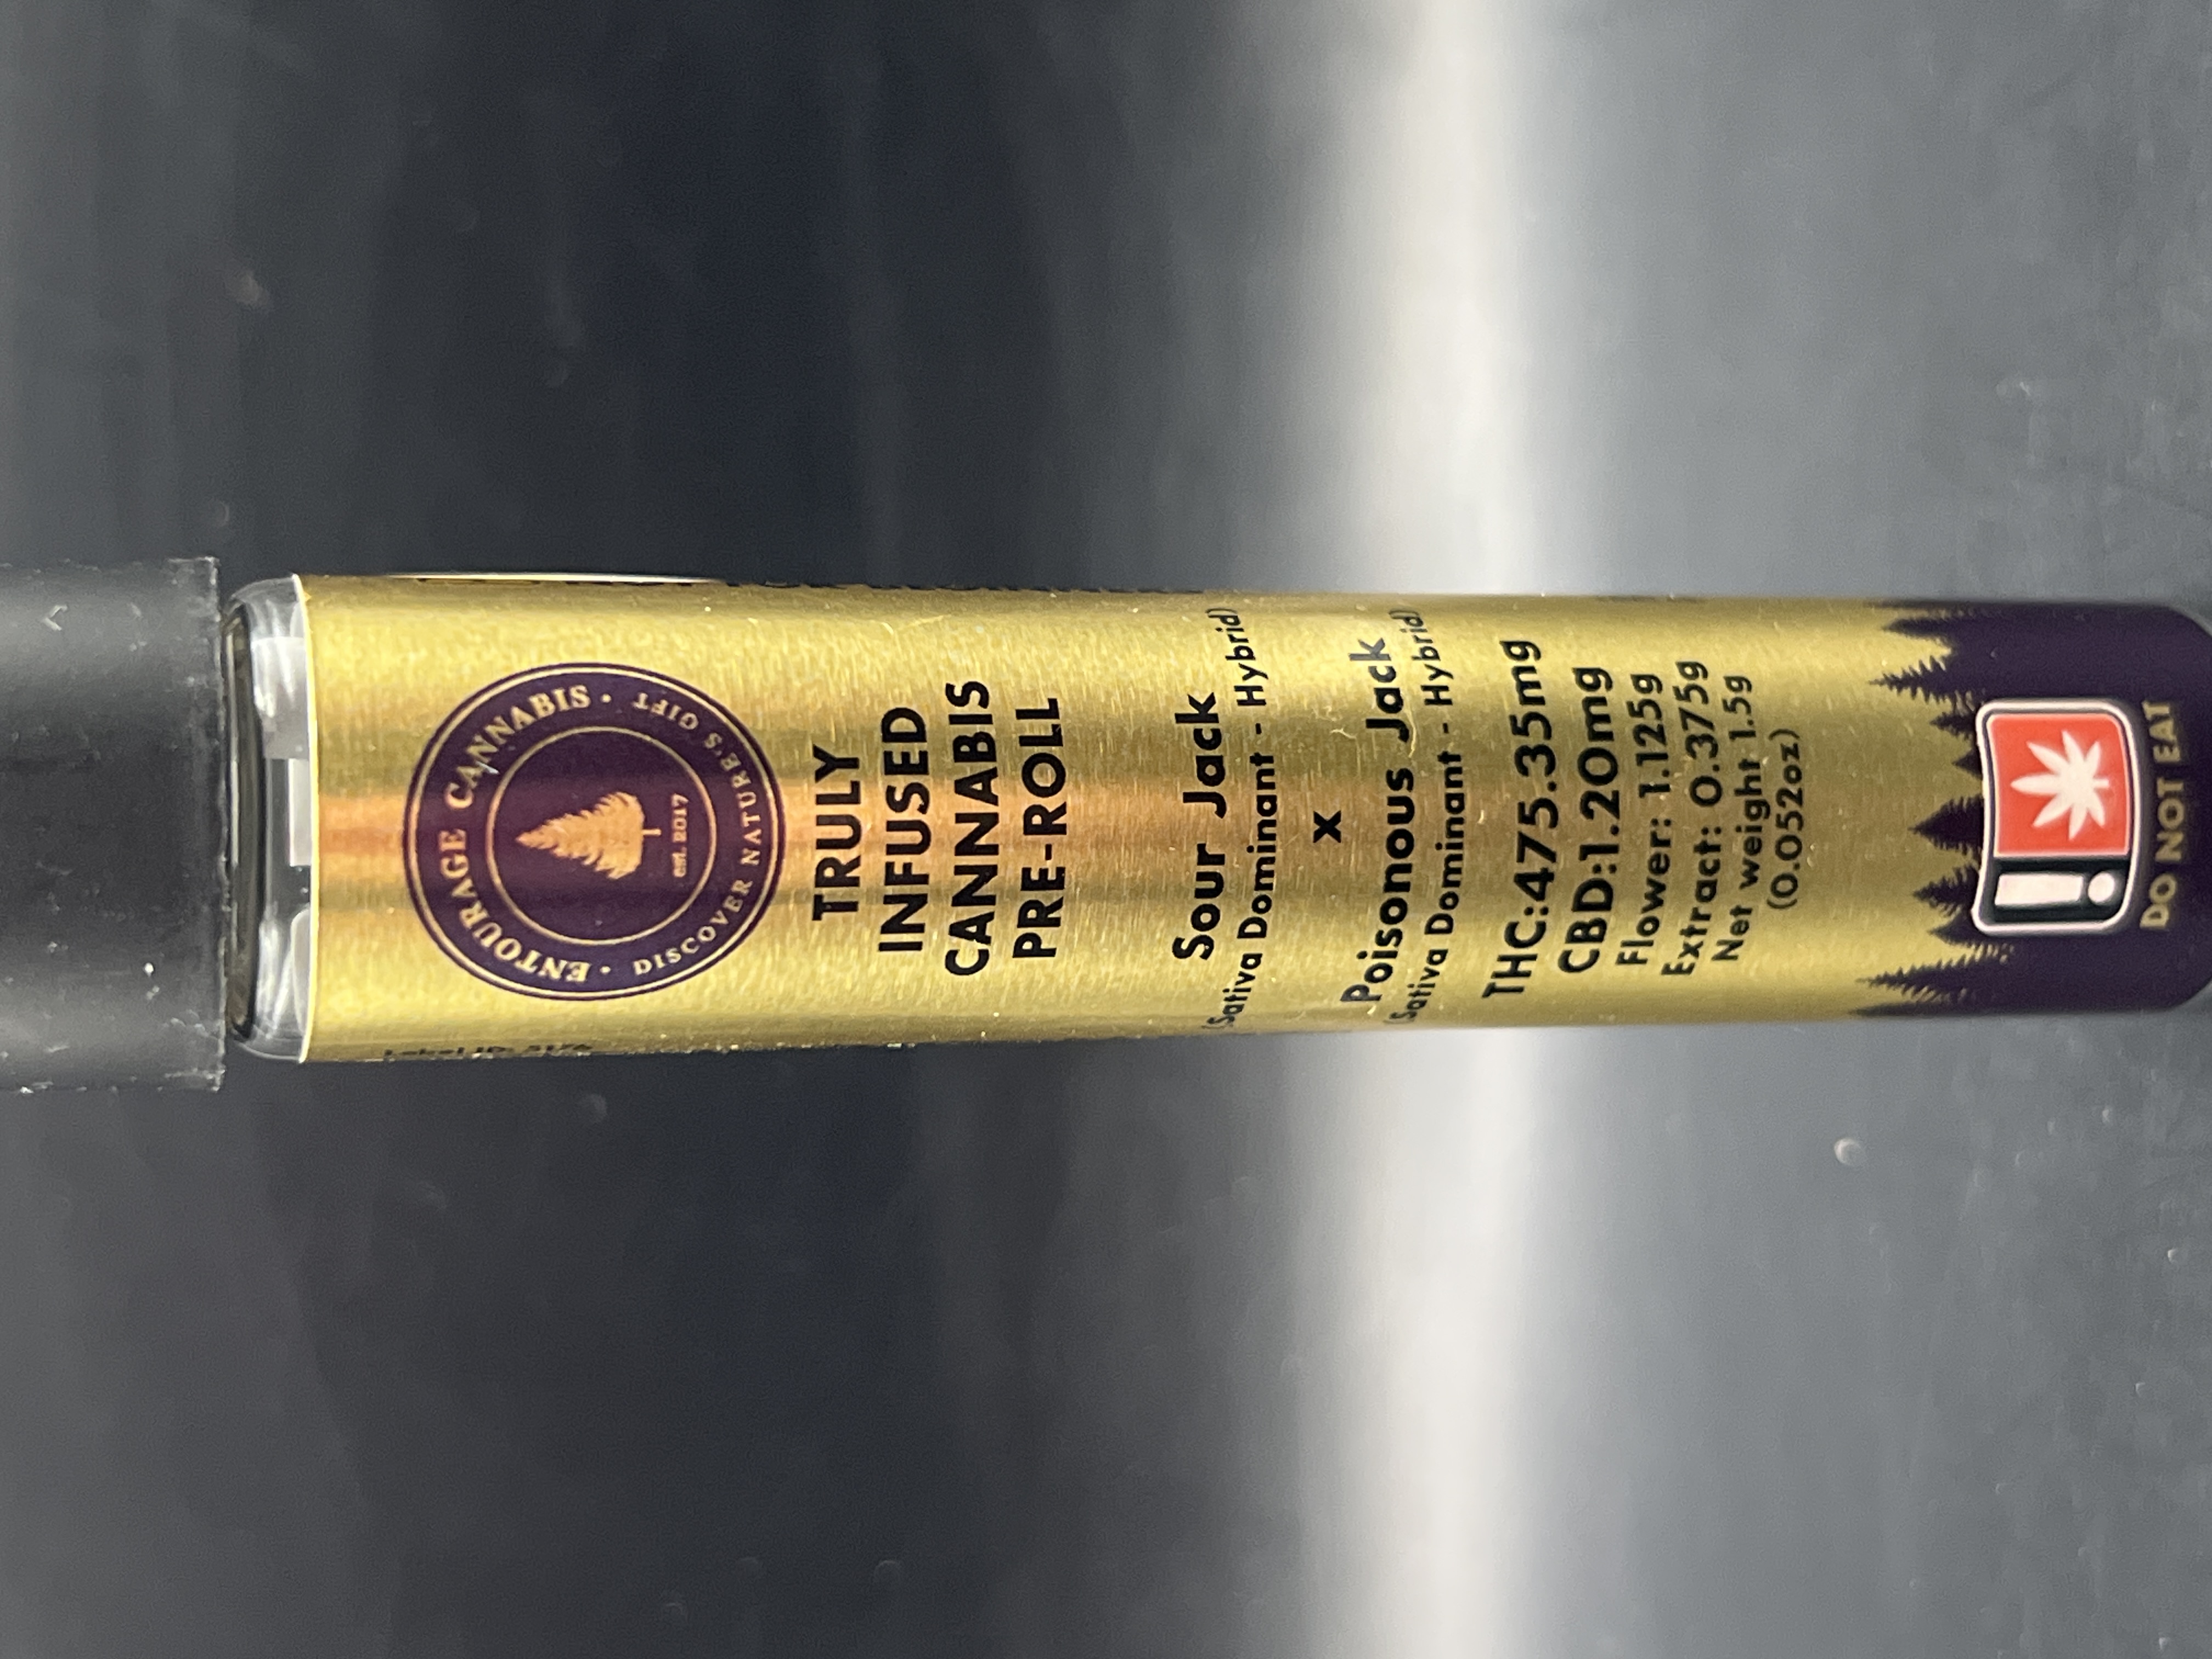 ENTOURAGE CANNABIS
DISCOVER NATURE'S GIFT
est. 2017
TRULY
INFUSED
CANNABIS
PRE-ROLL
Sour Jack
(Sativa Dominant - Hybrid)
x
Poisonous Jack
(Sativa Dominant - Hybrid)
THC:475.35mg
CBD:1.20mg
Flower: 1.125g
Extract: 0.375g
Net weight 1.5g
(0.052oz)
!
DO NOT EAT